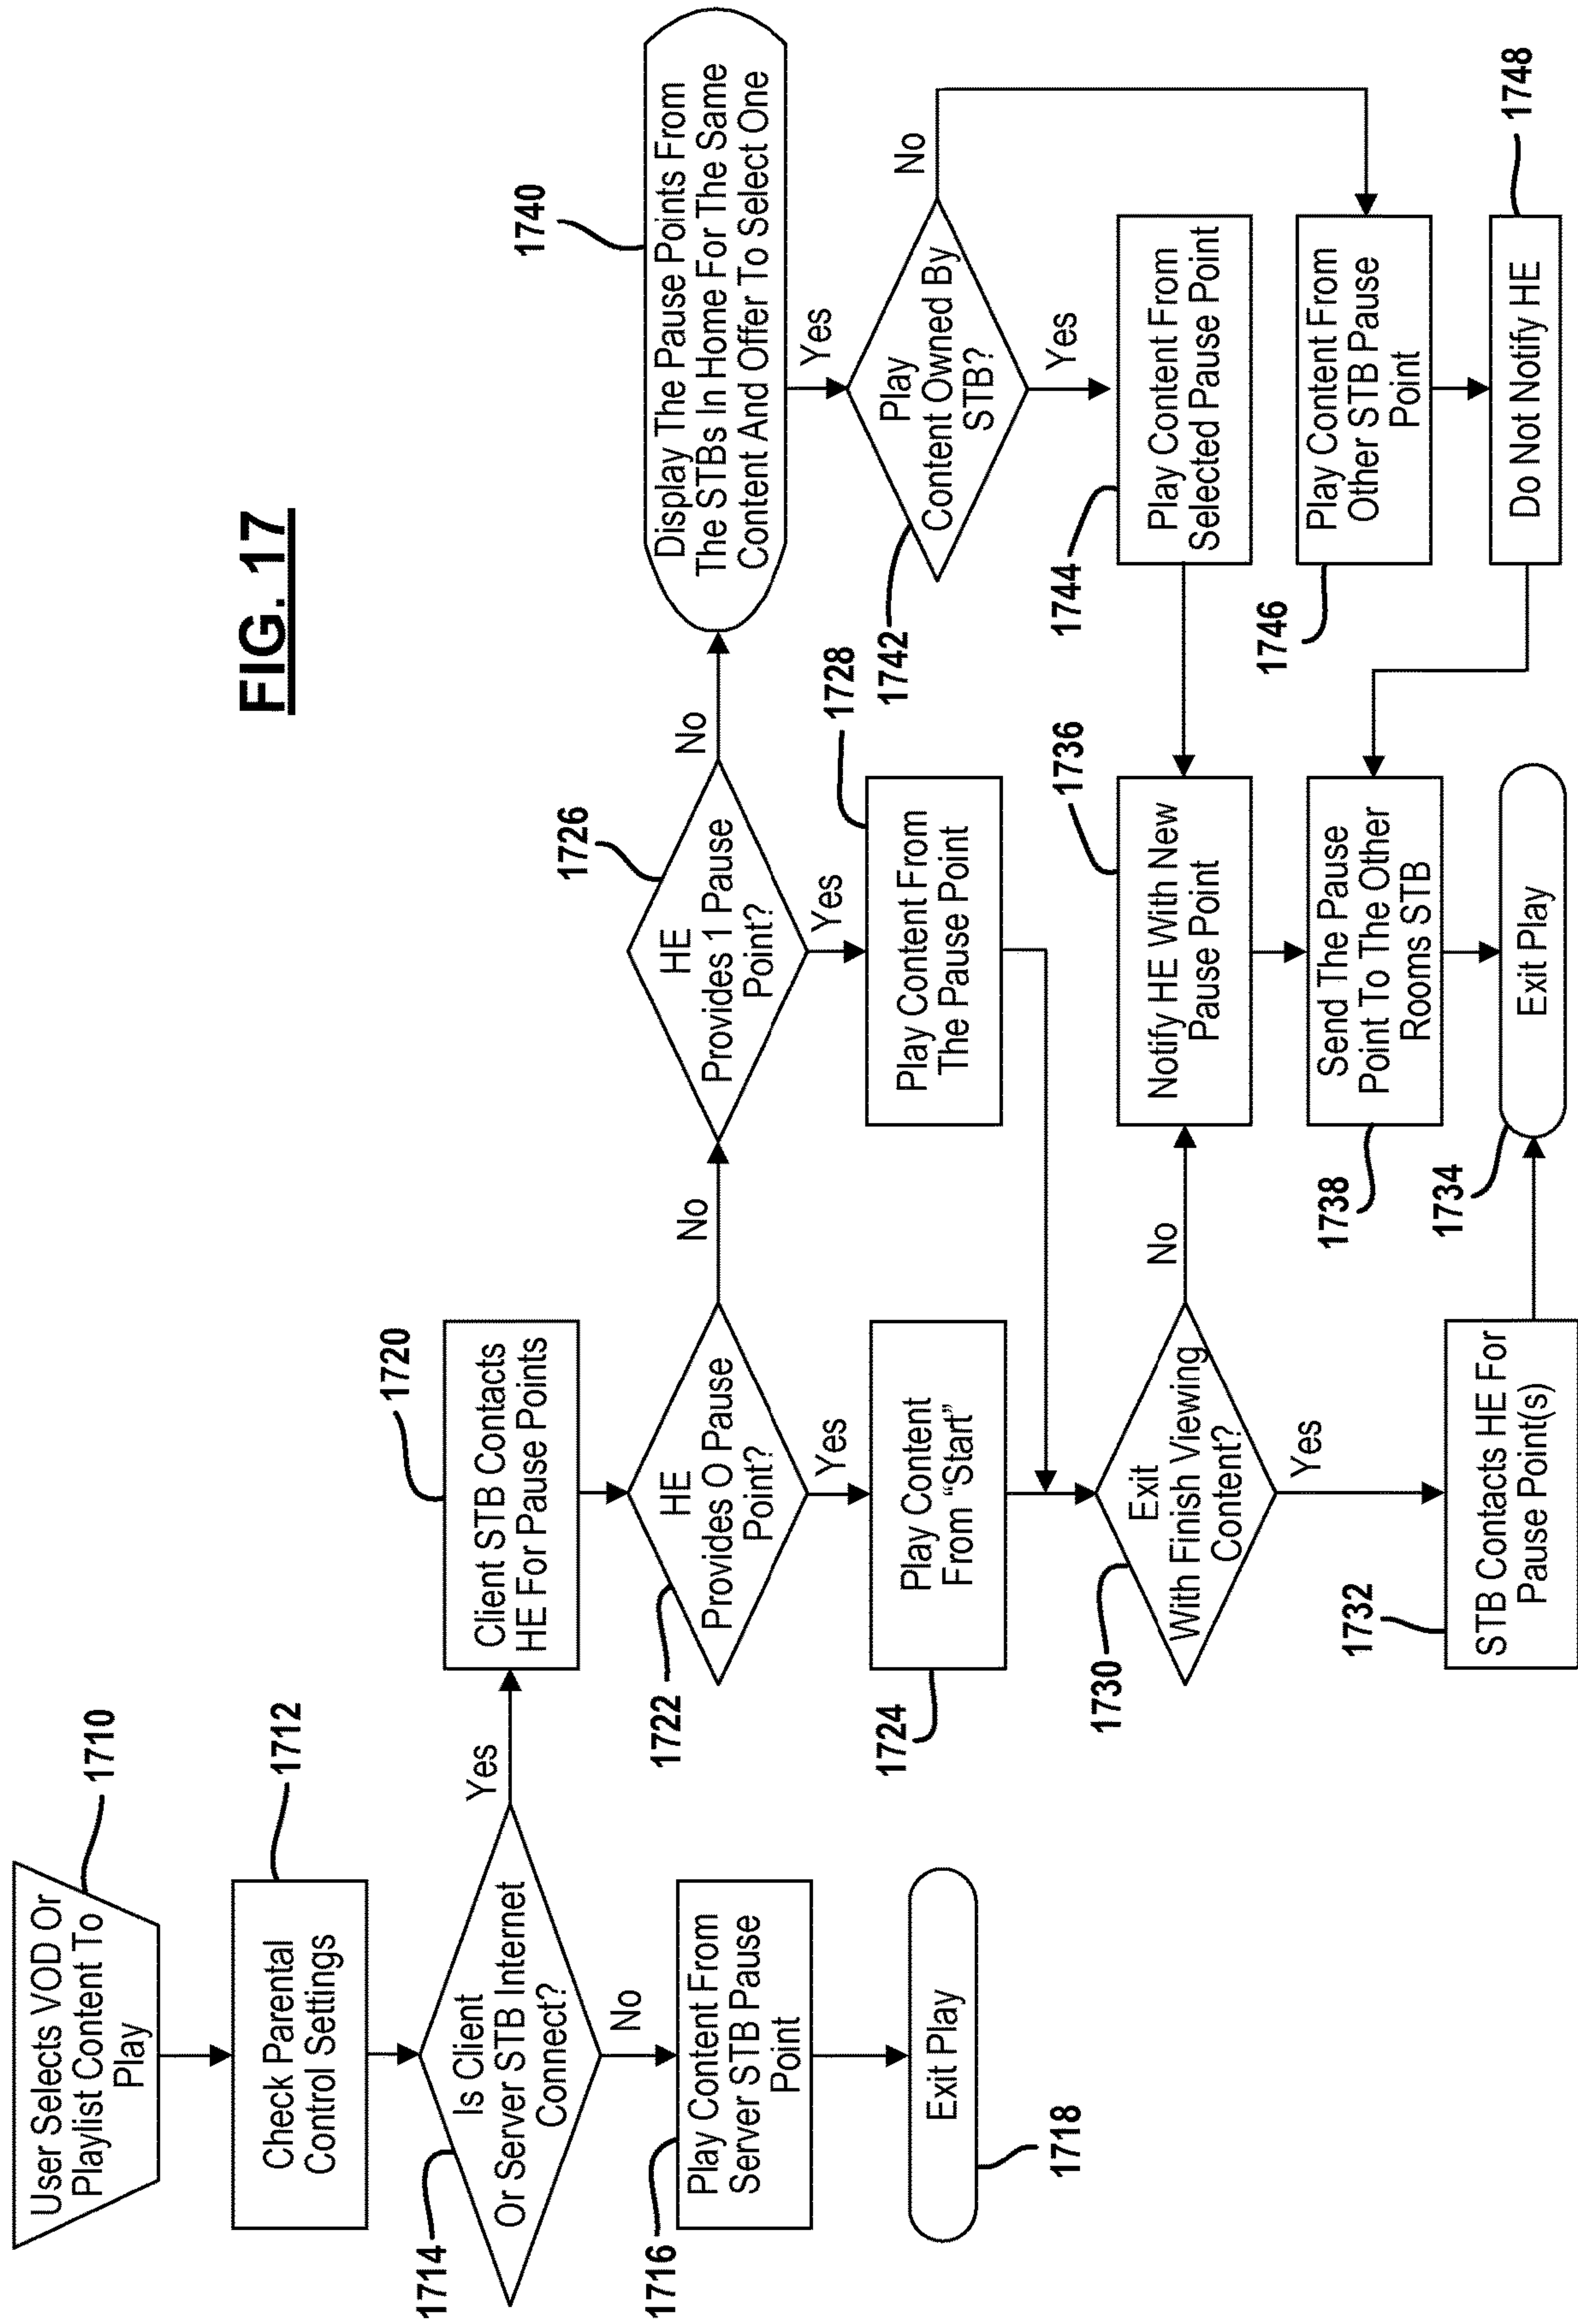 FIG. 17
User Selects VOD Or
Playlist Content To
Play
1710
Check Parental
Control Settings
1712
Is Client
Or Server STB Internet
Connect?
1714
Yes
No
Play Content From
Server STB Pause
Point
1716
Exit Play
1718
Client STB Contacts
HE For Pause Points
1720
HE
Provides O Pause
Point?
1722
No
Yes
Play Content
From "Start"
1724
HE
Provides 1 Pause
Point?
1726
No
Yes
Play Content From
The Pause Point
1728
Exit
With Finish Viewing
Content?
1730
No
Yes
STB Contacts HE For
Pause Point(s)
1732
Exit Play
1734
Notify HE With New
Pause Point
1736
Send The Pause
Point To The Other
Rooms STB
1738
Display The Pause Points From
The STBs In Home For The Same
Content And Offer To Select One
1740
Yes
Play
Content Owned By
STB?
1742
No
Yes
Play Content From
Selected Pause Point
1744
Play Content From
Other STB Pause
Point
1746
Do Not Notify HE
1748